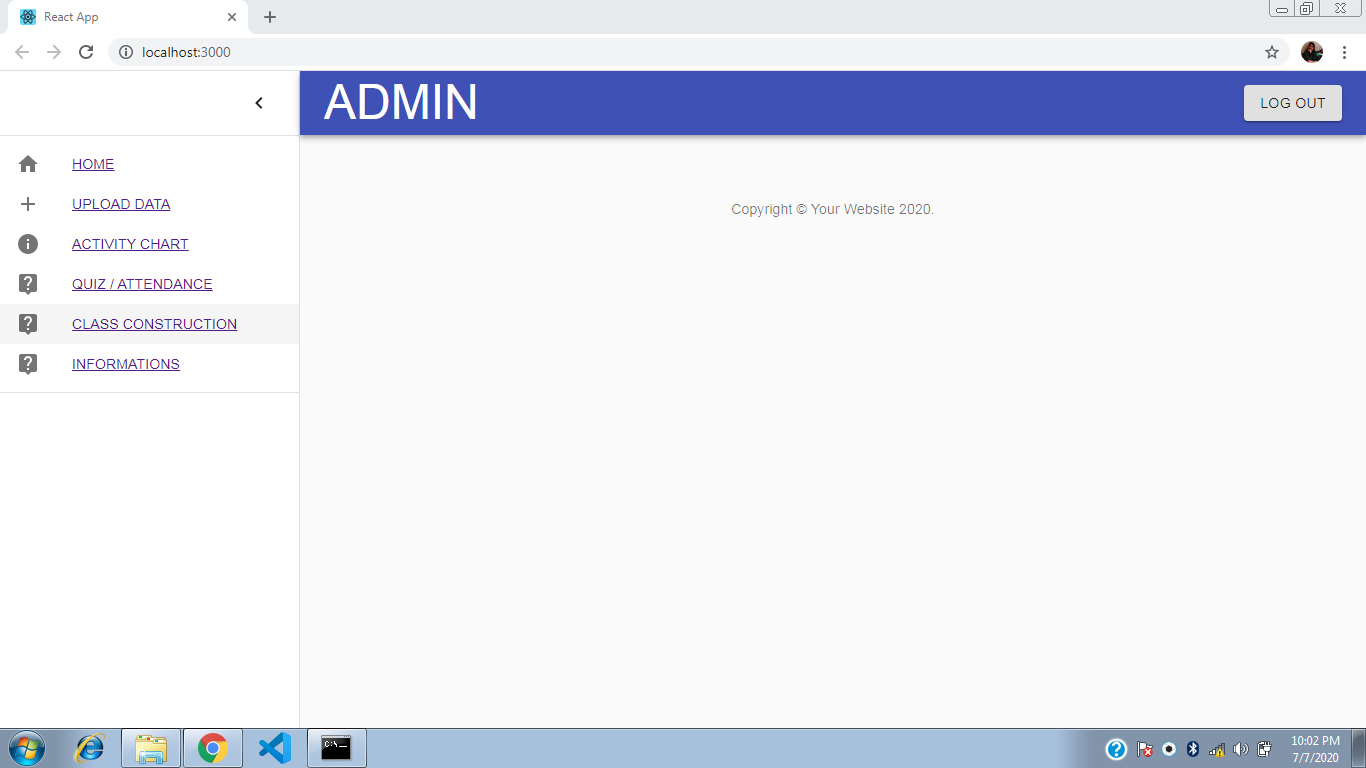 React App
localhost:3000
ADMIN
LOG OUT
HOME
UPLOAD DATA
ACTIVITY CHART
QUIZ / ATTENDANCE
CLASS CONSTRUCTION
INFORMATIONS
Copyright © Your Website 2020.
C:\_
10:02 PM
7/7/2020